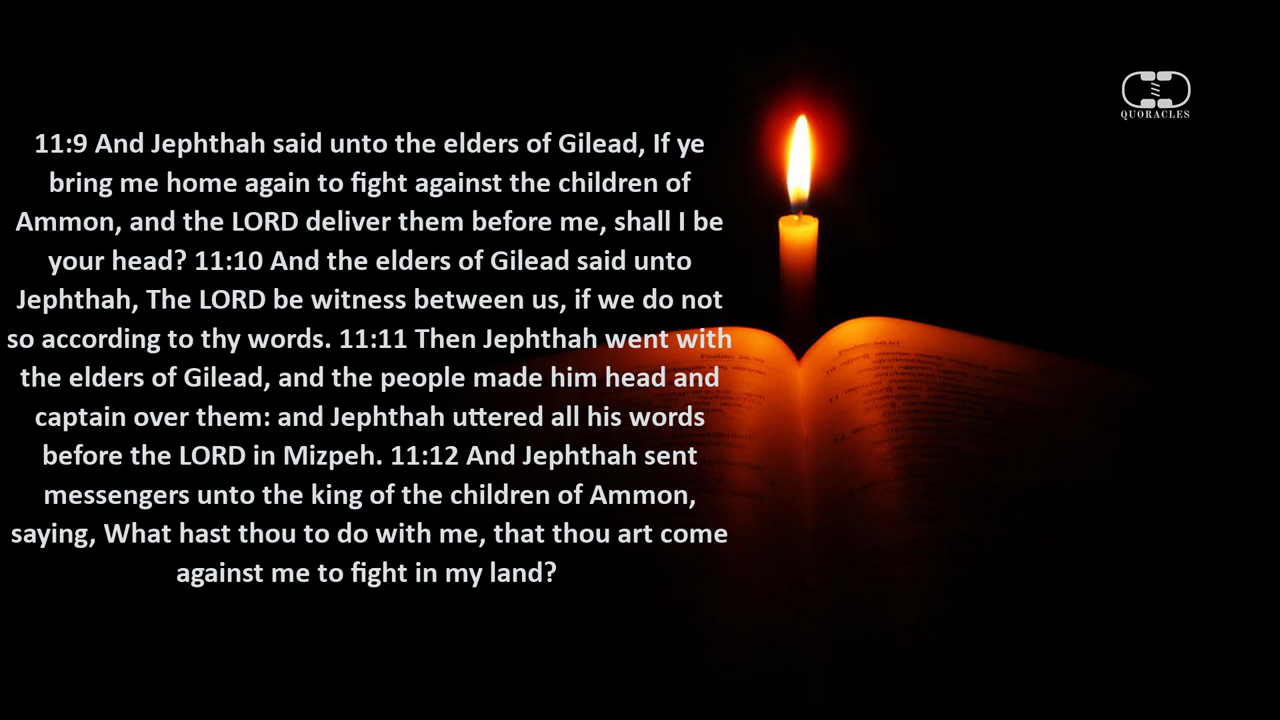 11:9 And Jephthah said unto the elders of Gilead, If ye
bring me home again to fight against the children of
Ammon, and the LORD deliver them before me, shall I be
your head? 11:10 And the elders of Gilead said unto
Jephthah, The LORD be witness between us, if we do not
so according to thy words. 11:11 Then Jephthah went with
the elders of Gilead, and the people made him head and
captain over them: and Jephthah uttered all his words
before the LORD in Mizpeh. 11:12 And Jephthah sent
messengers unto the king of the children of Ammon,
saying, What hast thou to do with me, that thou art come
against me to fight in my land?
QUORACLES